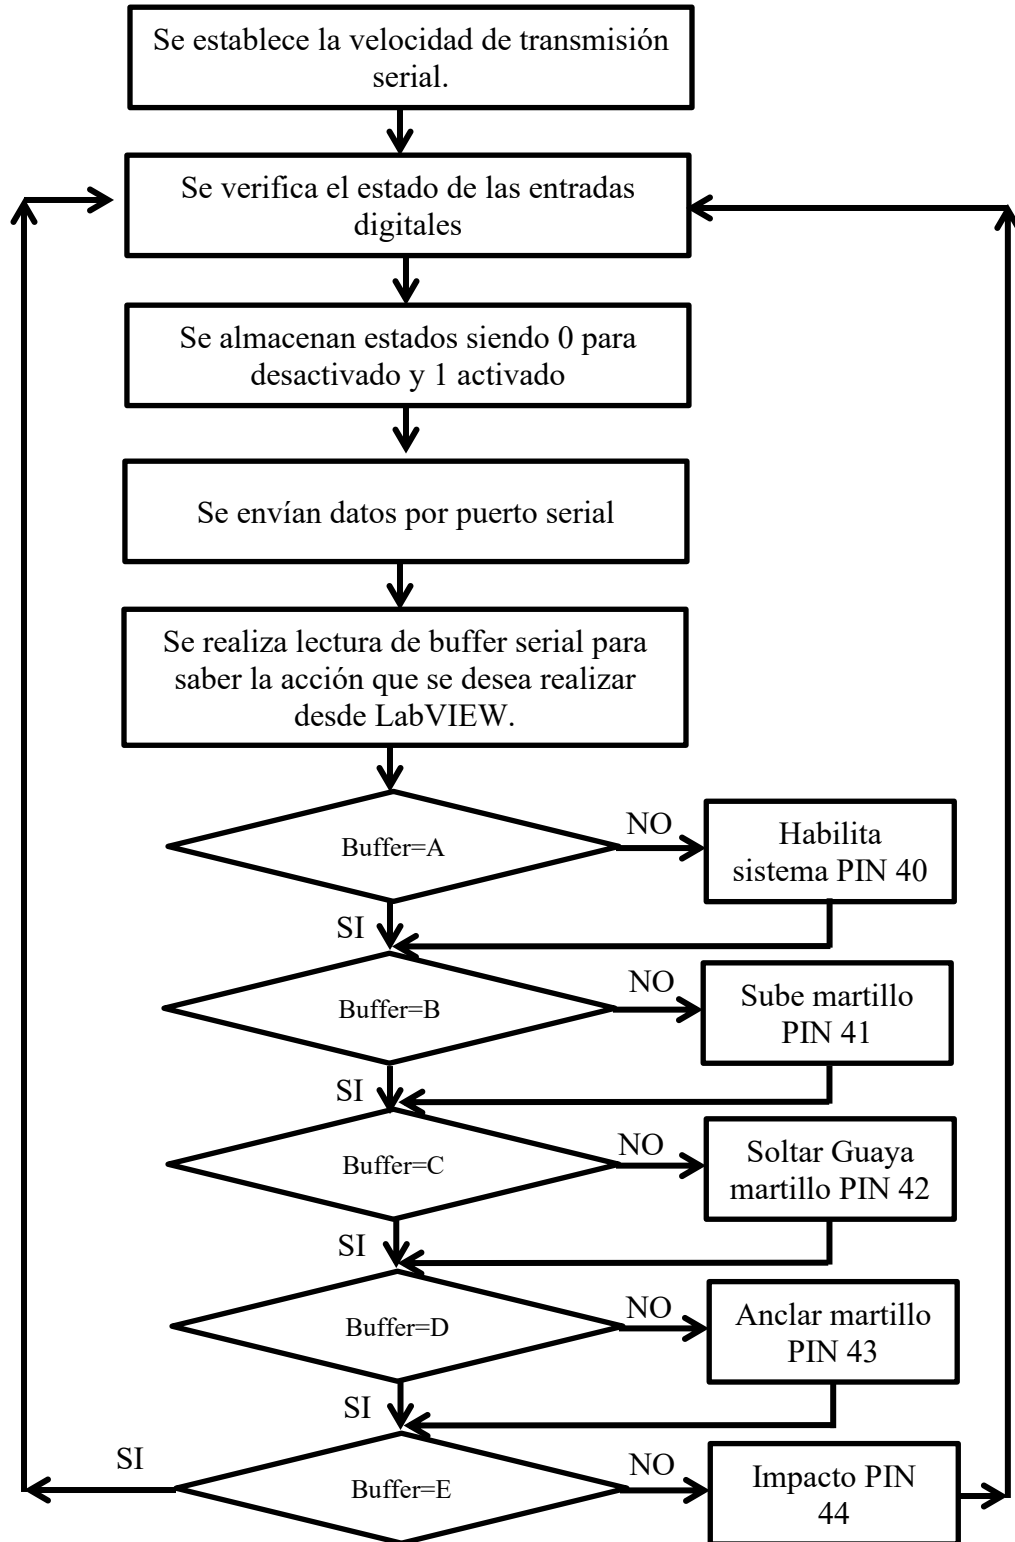 Se establece la velocidad de transmisión
serial.
Se verifica el estado de las entradas
digitales
Se almacenan estados siendo 0 para
desactivado y 1 activado
Se envían datos por puerto serial
Se realiza lectura de buffer serial para
saber la acción que se desea realizar
desde LabVIEW.
Buffer=A
NO
Habilita
sistema PIN 40
SI
Buffer=B
NO
Sube martillo
PIN 41
SI
Buffer=C
NO
Soltar Guaya
martillo PIN 42
SI
Buffer=D
NO
Anclar martillo
PIN 43
SI
SI
Buffer=E
NO
Impacto PIN
44